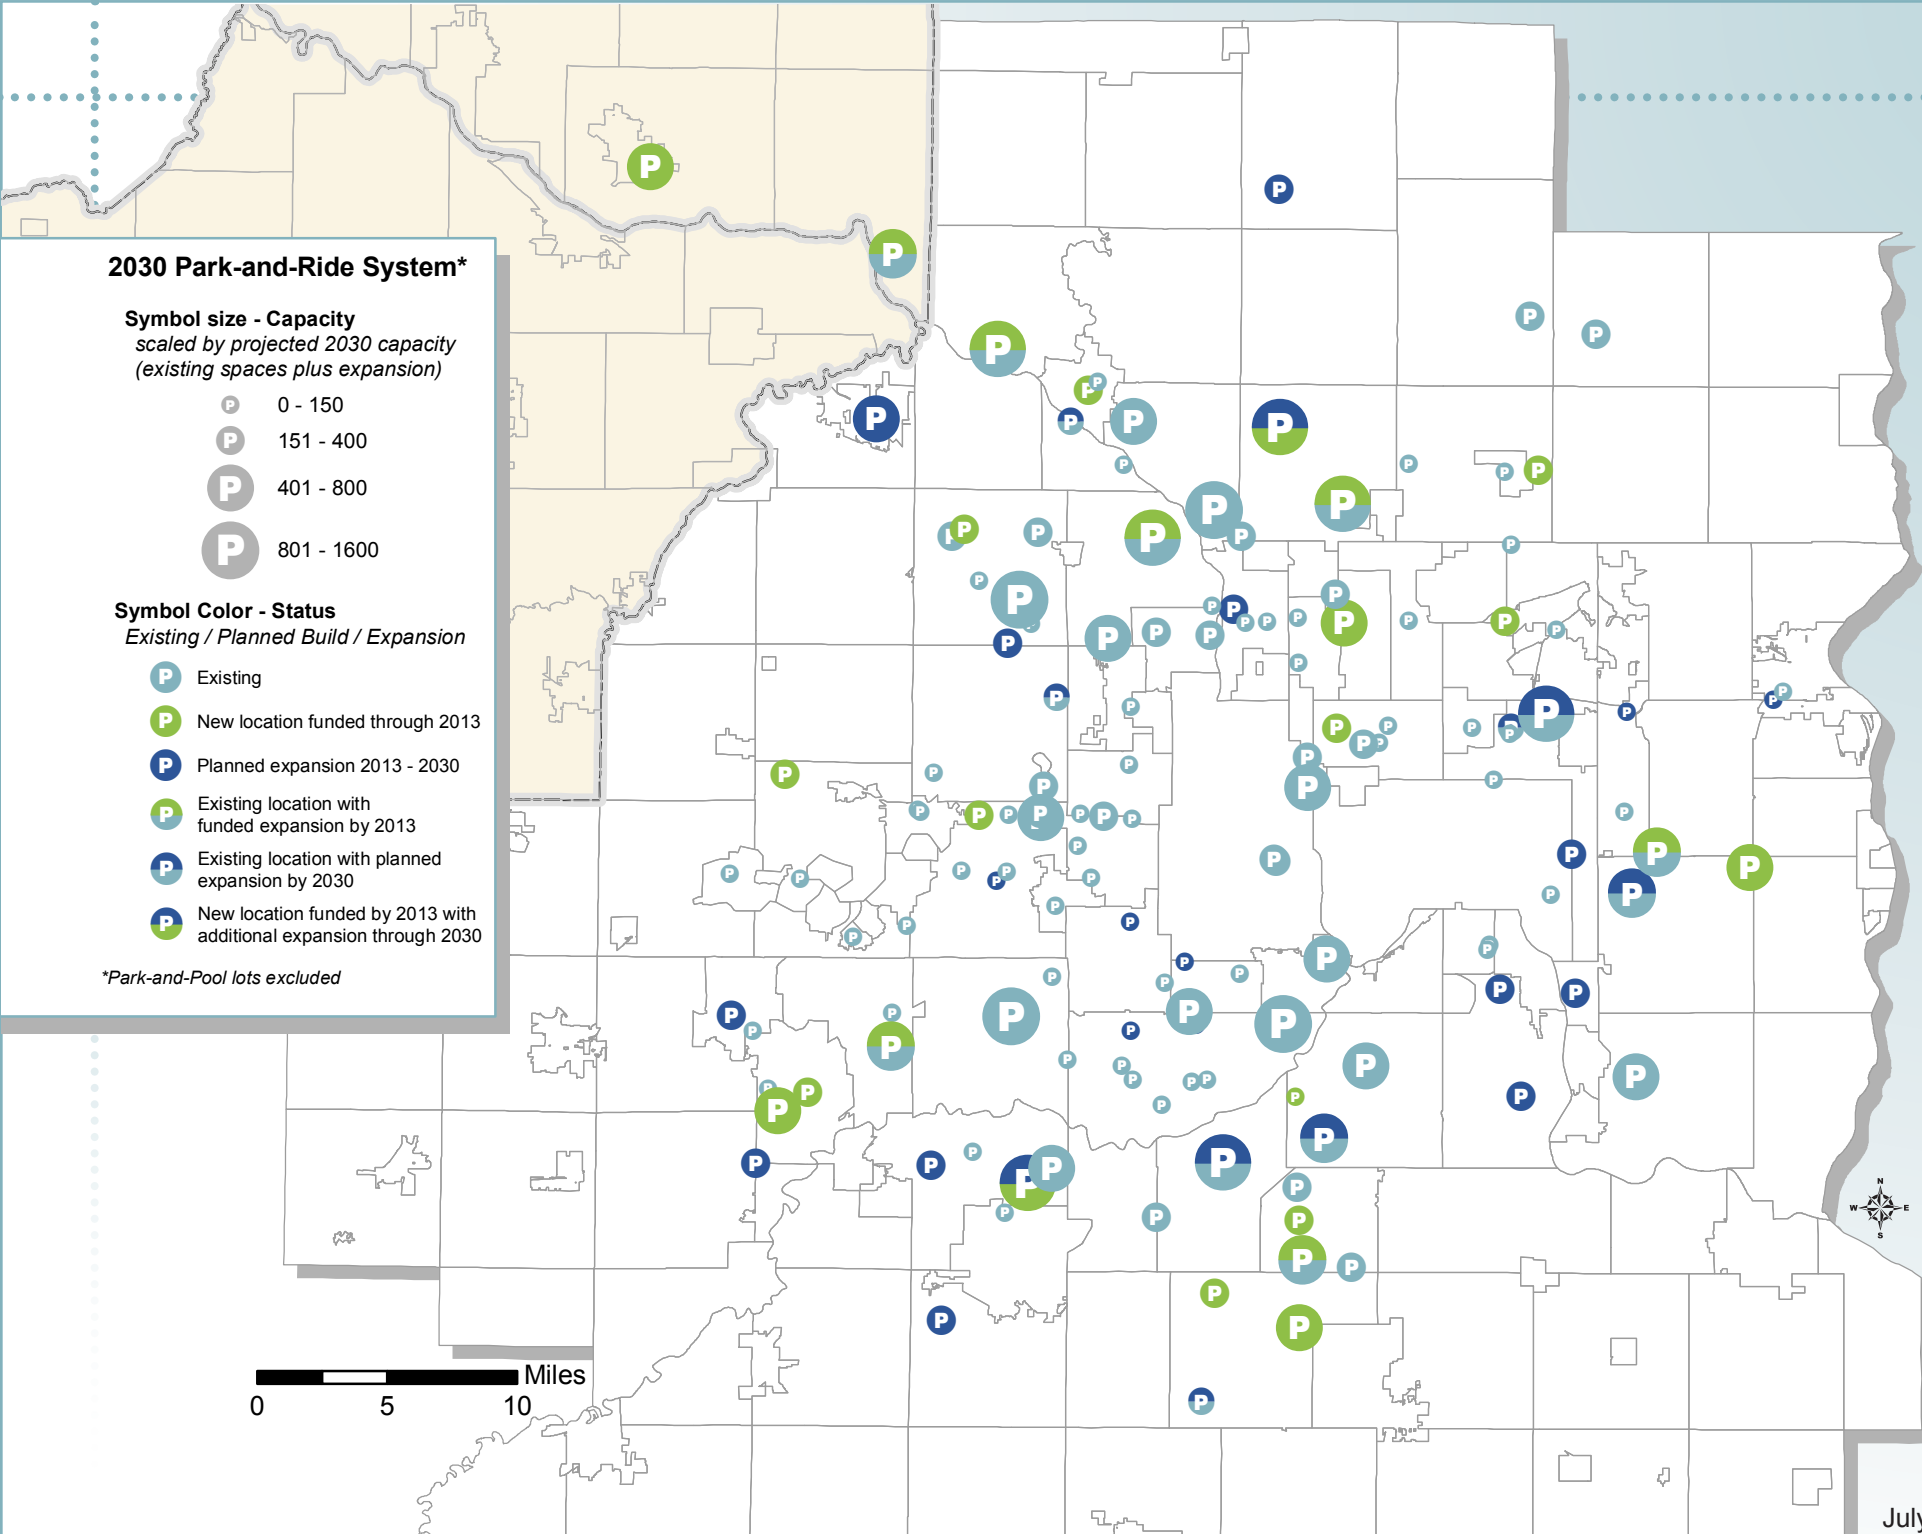 2030 Park-and-Ride System*
Symbol size - Capacity
scaled by projected 2030 capacity
(existing spaces plus expansion)
P 0 - 150
P 151 - 400
P 401 - 800
P 801 - 1600
Symbol Color - Status
Existing / Planned Build / Expansion
P Existing
P New location funded through 2013
P Planned expansion 2013 - 2030
P Existing location with
funded expansion by 2013
P Existing location with planned
expansion by 2030
P New location funded by 2013 with
additional expansion through 2030
*Park-and-Pool lots excluded
Miles
0 5 10
N
W E
S
July